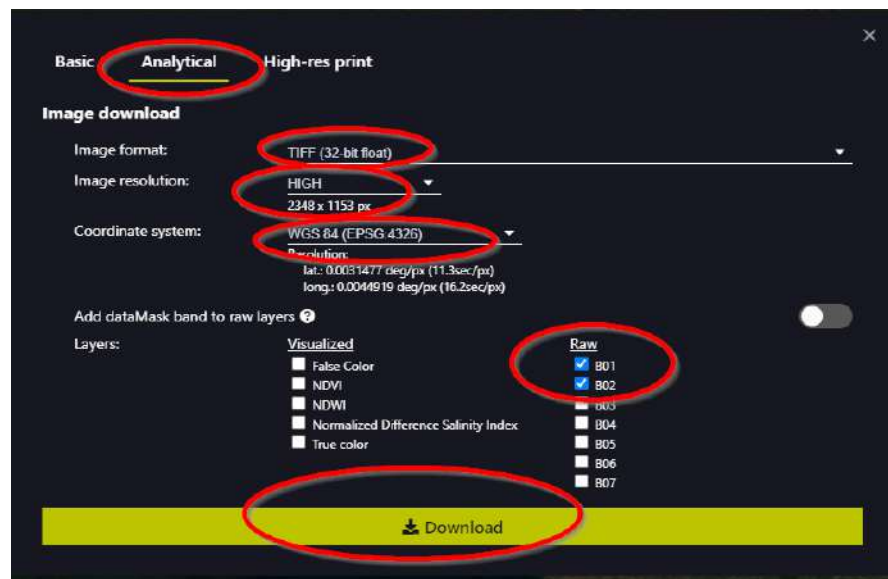 ×
Basic Analytical High-res print
Image download
Image format: TIFF (32-bit float)
Image resolution: HIGH
2348 x 1153 px
Coordinate system: WGS 84 (EPSG 4326)
Resolution:
lat.: 0.0031477 deg/px (11.3sec/px)
long.: 0.0044919 deg/px (16.2sec/px)
Add dataMask band to raw layers ?
Layers: Visualized Raw
False Color B01
NDVI B02
NDWI B03
Normalized Difference Salinity Index B04
True color B05
B06
B07
Download